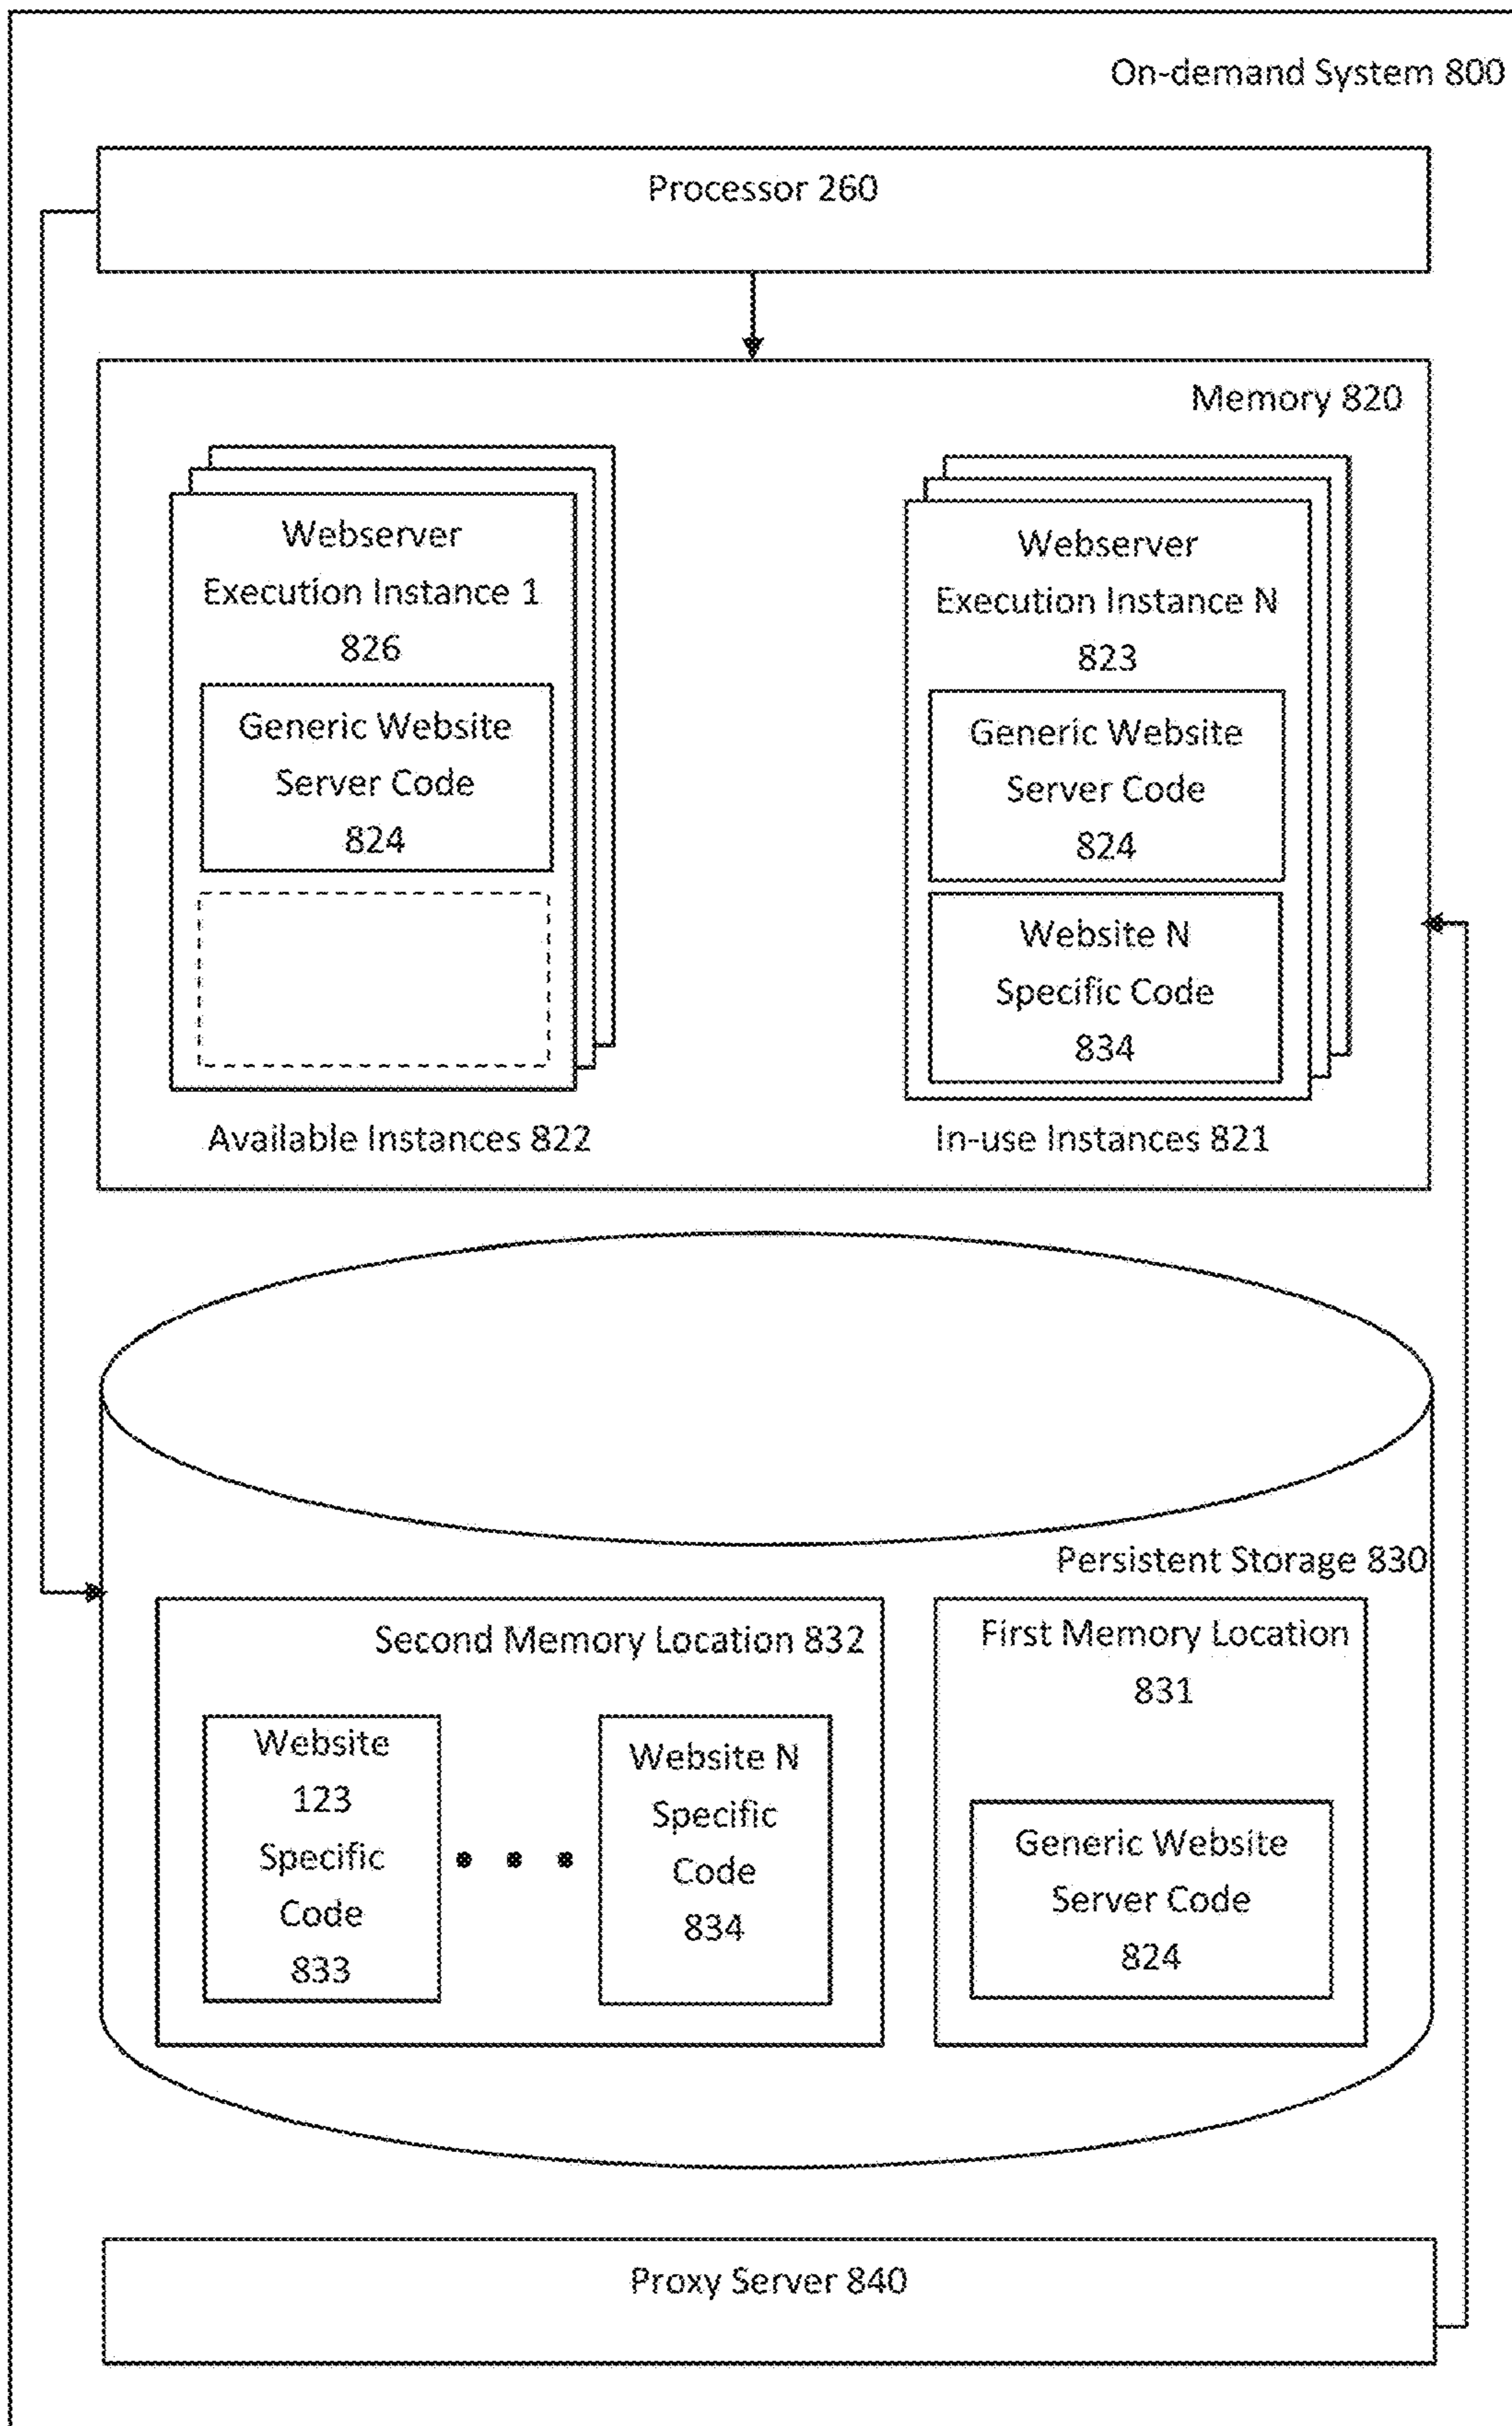 On-demand System 800
Processor 260
Memory 820
Webserver
Execution Instance 1
826
Generic Website
Server Code
824
Available Instances 822
Webserver
Execution Instance N
823
Generic Website
Server Code
824
Website N
Specific Code
834
In-use Instances 821
Persistent Storage 830
Second Memory Location 832
Website
123
Specific
Code
833
Website N
Specific
Code
834
First Memory Location
831
Generic Website
Server Code
824
Proxy Server 840